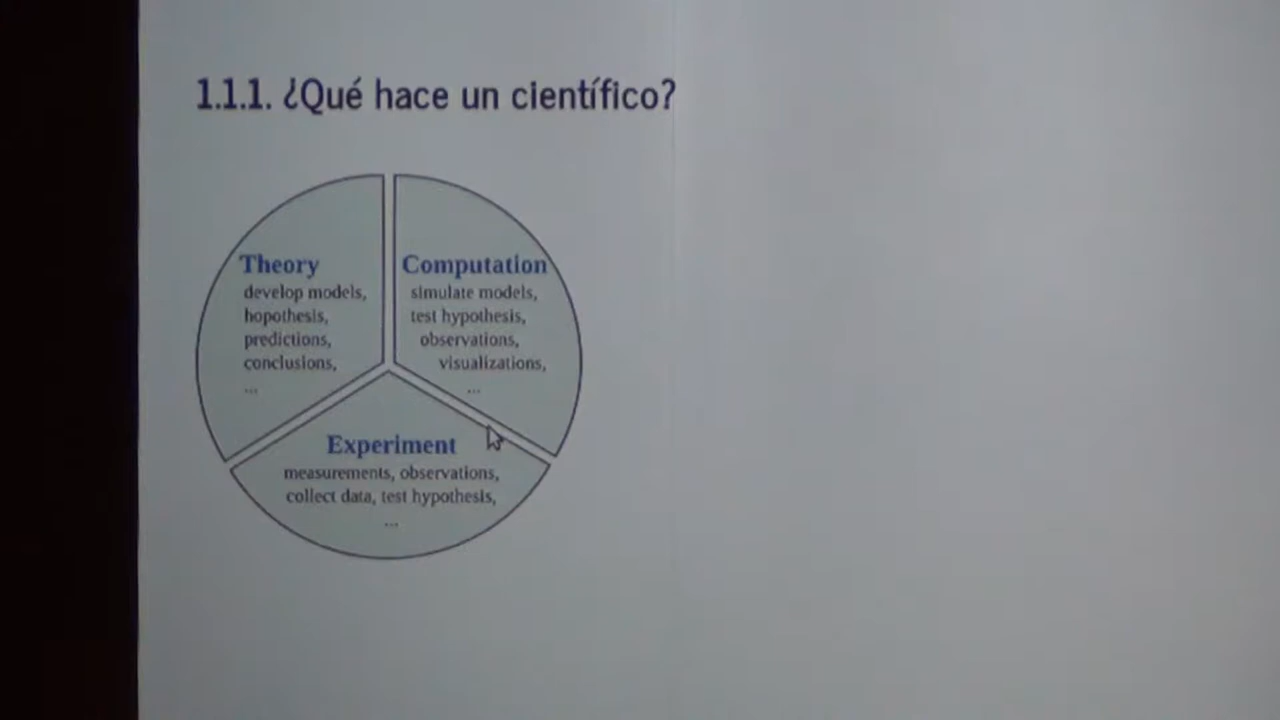 1.1.1. ¿Qué hace un científico?
Theory
develop models,
hopothesis,
predictions,
conclusions,
...
Computation
simulate models,
test hypothesis,
observations,
visualizations,
...
Experiment
measurements, observations,
collect data, test hypothesis,
...